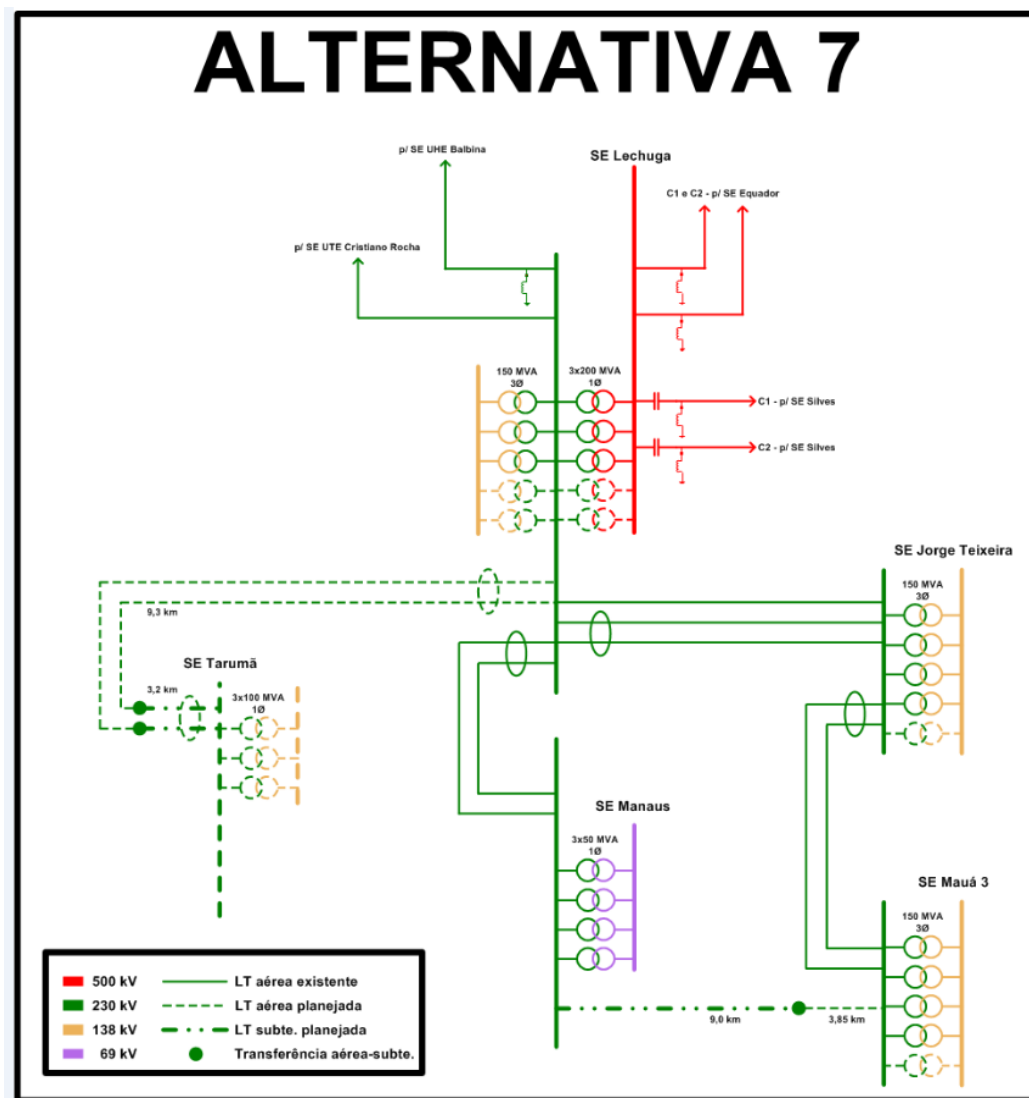 ALTERNATIVA 7
p/ SE UHE Balbina
SE Lechuga
C1 e C2 - p/ SE Equador
p/ SE UTE Cristiano Rocha
150 MVA
3Ø
3x200 MVA
1Ø
C1 - p/ SE Silves
C2 - p/ SE Silves
SE Jorge Teixeira
150 MVA
3Ø
9,3 km
SE Tarumã
3,2 km
3x100 MVA
1Ø
SE Manaus
3x50 MVA
1Ø
SE Mauá 3
150 MVA
3Ø
9,0 km
3,85 km
500 kV
LT aérea existente
230 kV
LT aérea planejada
138 kV
LT subte. planejada
69 kV
Transferência aérea-subte.